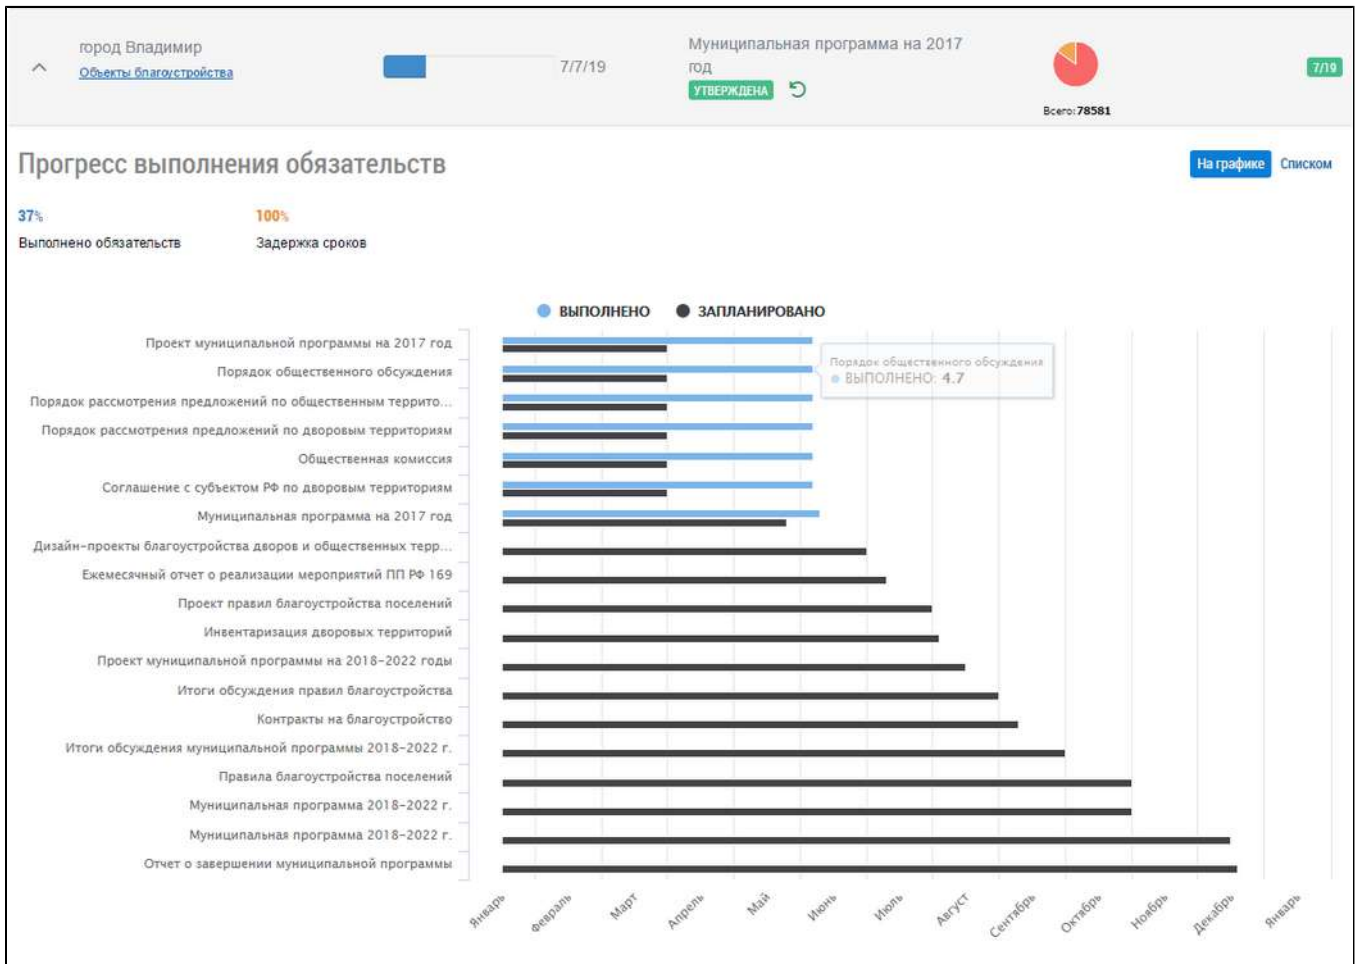 город Владимир
Объекты благоустройства
7/7/19
Муниципальная программа на 2017
год
УТВЕРЖДЕНА
Всего: 78581
7/19
Прогресс выполнения обязательств
На графике Списком
37% 100%
Выполнено обязательств Задержка сроков
ВЫПОЛНЕНО ЗАПЛАНИРОВАНО
Проект муниципальной программы на 2017 год
Порядок общественного обсуждения
Порядок общественного обсуждения
ВЫПОЛНЕНО: 4.7
Порядок рассмотрения предложений по общественным террито...
Порядок рассмотрения предложений по дворовым территориям
Общественная комиссия
Соглашение с субъектом РФ по дворовым территориям
Муниципальная программа на 2017 год
Дизайн-проекты благоустройства дворов и общественных терр...
Ежемесячный отчет о реализации мероприятий ПП РФ 169
Проект правил благоустройства поселений
Инвентаризация дворовых территорий
Проект муниципальной программы на 2018-2022 годы
Итоги обсуждения правил благоустройства
Контракты на благоустройство
Итоги обсуждения муниципальной программы 2018-2022 г.
Правила благоустройства поселений
Муниципальная программа 2018-2022 г.
Муниципальная программа 2018-2022 г.
Отчет о завершении муниципальной программы
Январь Февраль Март Апрель Май Июнь Июль Август Сентябрь Октябрь Ноябрь Декабрь Январь